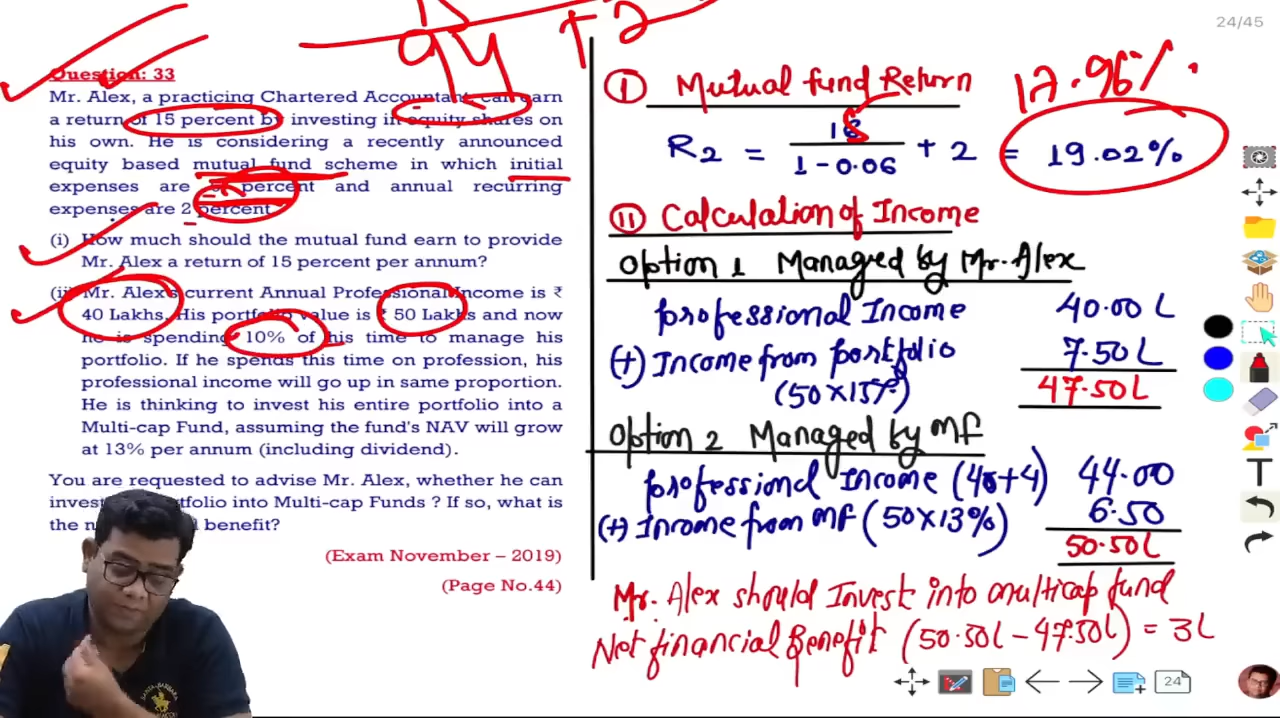 24/45
9y +2
Question: 33
Mr. Alex, a practicing Chartered Accountant, can earn
a return of 15 percent by investing in equity shares on
his own. He is considering a recently announced
equity based mutual fund scheme in which initial
expenses are percent and annual recurring
expenses are 2 percent.
(i) How much should the mutual fund earn to provide
Mr. Alex a return of 15 percent per annum?
(ii) Mr. Alex's current Annual Professional Income is ₹
40 Lakhs. His portfolio value is ₹ 50 Lakhs and now
he is spending 10% of his time to manage his
portfolio. If he spends this time on profession, his
professional income will go up in same proportion.
He is thinking to invest his entire portfolio into a
Multi-cap Fund, assuming the fund's NAV will grow
at 13% per annum (including dividend).
You are requested to advise Mr. Alex, whether he can
invest portfolio into Multi-cap Funds ? If so, what is
the benefit?
(Exam November – 2019)
(Page No.44)
I Mutual fund Return
17.96%
R2 = 1 / 1-0.06 + 2 = 19.02%
II Calculation of Income
Option 1 Managed by Mr. Alex
professional Income 40.00 L
(+) Income from portfolio 7.50 L
(50×15%) 47.50L
Option 2 Managed by MF
professional Income (40+4) 44.00
(+) Income from MF (50×13%) 6.50
50.50L
Mr. Alex should Invest into multicap fund
Net financial Benefit (50.50L-47.50L) = 3L
24
T